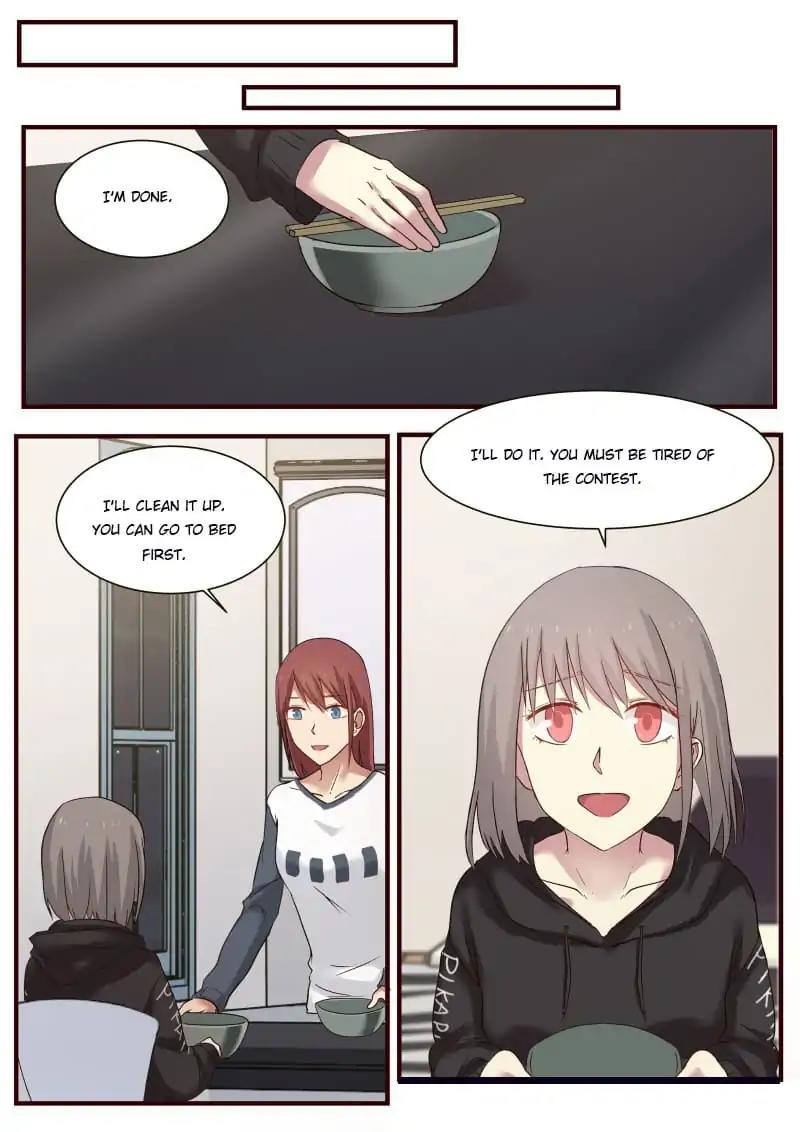 I'M DONE.
I'LL CLEAN IT UP.
YOU CAN GO TO BED
FIRST.
I'LL DO IT. YOU MUST BE TIRED OF
THE CONTEST.
PIKAPI